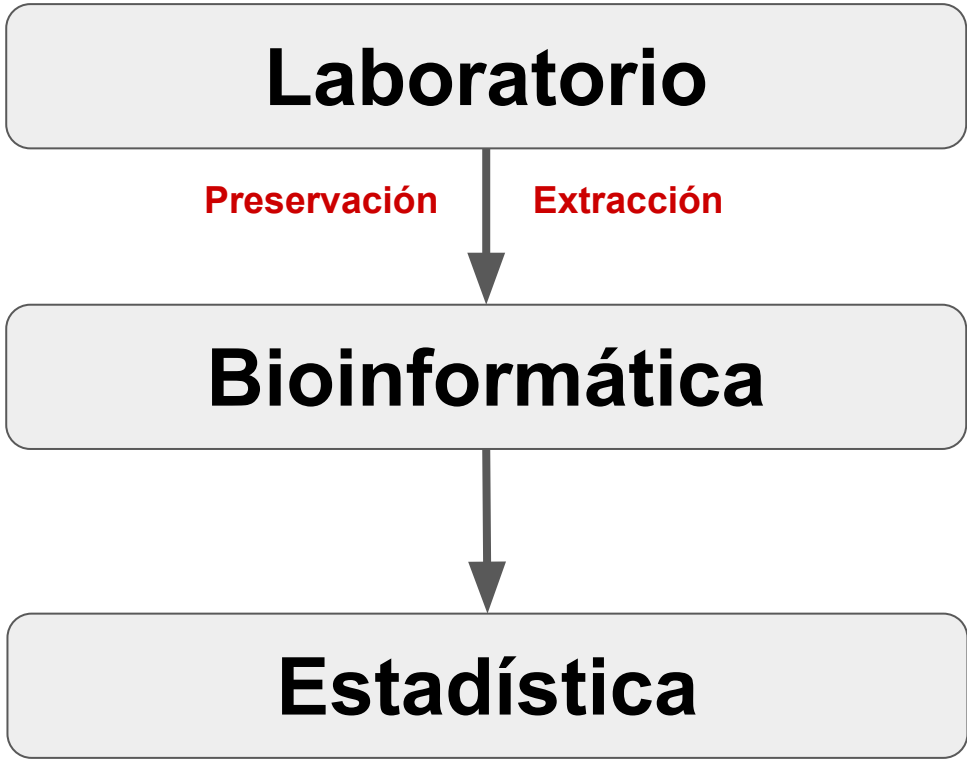 Laboratorio
Preservación Extracción
Bioinformática
Estadística